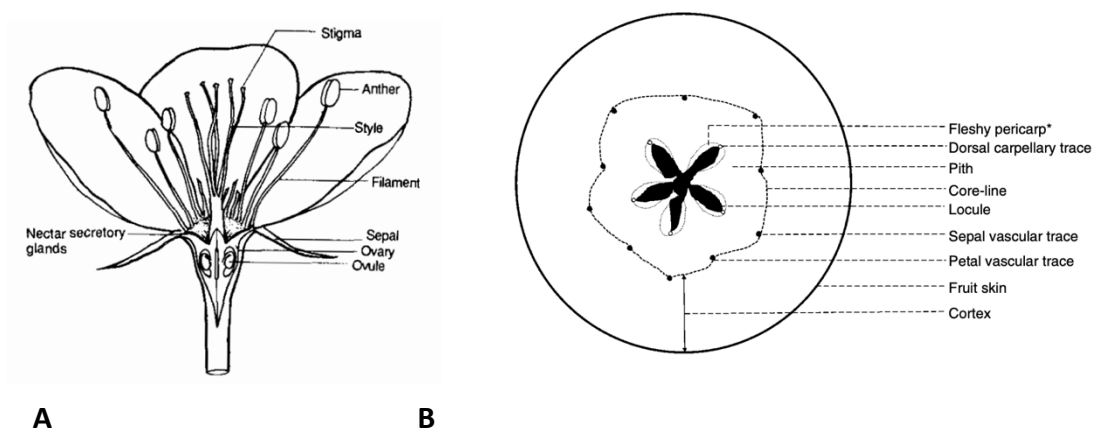 Stigma
Anther
Style
Filament
Nectar secretory
glands
Sepal
Ovary
Ovule
A
Fleshy pericarp*
Dorsal carpellary trace
Pith
Core-line
Locule
Sepal vascular trace
Petal vascular trace
Fruit skin
Cortex
B